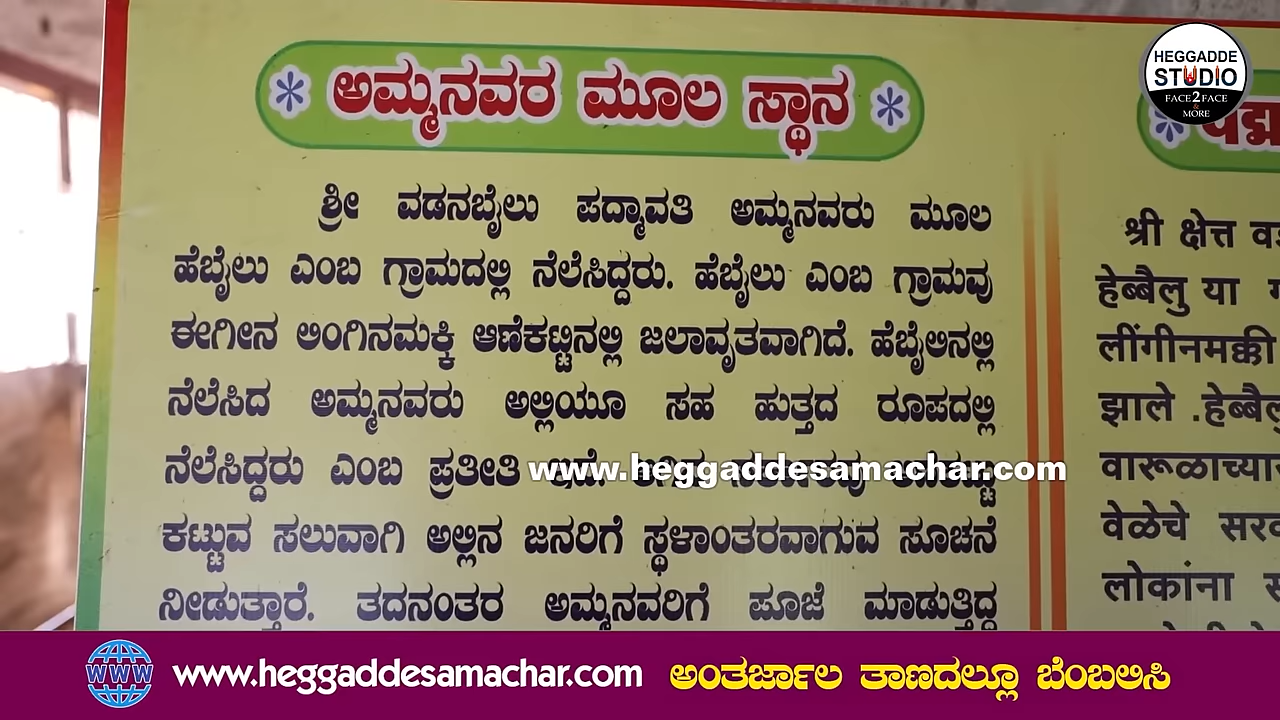 HEGGADDE
STUDIO
FACE2FACE
&
MORE
ಅಮ್ಮನವರ ಮೂಲ ಸ್ಥಾನ
ಶ್ರೀ ವಡನಬೈಲು ಪದ್ಮಾವತಿ ಅಮ್ಮನವರು ಮೂಲ
ಹೆಬೈಲು ಎಂಬ ಗ್ರಾಮದಲ್ಲಿ ನೆಲೆಸಿದ್ದರು. ಹೆಬೈಲು ಎಂಬ ಗ್ರಾಮವು
ಈಗೀನ ಲಿಂಗಿನಮಕ್ಕಿ ಆಣೆಕಟ್ಟಿನಲ್ಲಿ ಜಲಾವೃತವಾಗಿದೆ. ಹೆಬೈಲಿನಲ್ಲಿ
ನೆಲೆಸಿದ ಅಮ್ಮನವರು ಅಲ್ಲಿಯೂ ಸಹ ಹುತ್ತದ ರೂಪದಲ್ಲಿ
ನೆಲೆಸಿದ್ದರು ಎಂಬ ಪ್ರತೀತಿ
www.heggaddesamachar.com
ಕಟ್ಟುವ ಸಲುವಾಗಿ ಅಲ್ಲಿನ ಜನರಿಗೆ ಸ್ಥಳಾಂತರವಾಗುವ ಸೂಚನೆ
ನೀಡುತ್ತಾರೆ. ತದನಂತರ ಅಮ್ಮನವರಿಗೆ ಪೂಜೆ ಮಾಡುತ್ತಿದ್ದ
श्री क्षेत्त
हेब्बैलु या
लींगीनमक्की
झाले .हेब्बैलु
वारूळाच्या
वेळेचे
लोकांना
www.heggaddesamachar.com ಅಂತರ್ಜಾಲ ತಾಣದಲ್ಲೂ ಬೆಂಬಲಿಸಿ
WWW